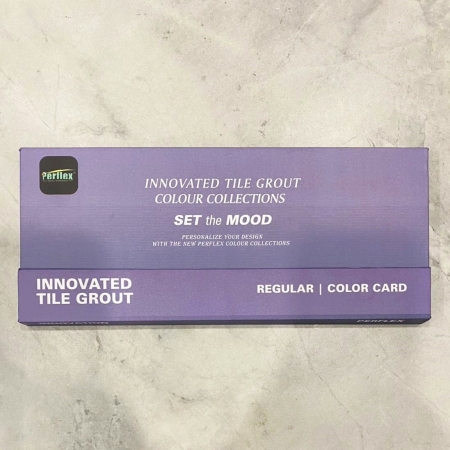 Perflex
INNOVATED TILE GROUT
COLOUR COLLECTIONS
SET the MOOD
PERSONALIZE YOUR DESIGN
WITH THE NEW PERFLEX COLOUR COLLECTIONS
INNOVATED
TILE GROUT
REGULAR | COLOR CARD
PERFLEX